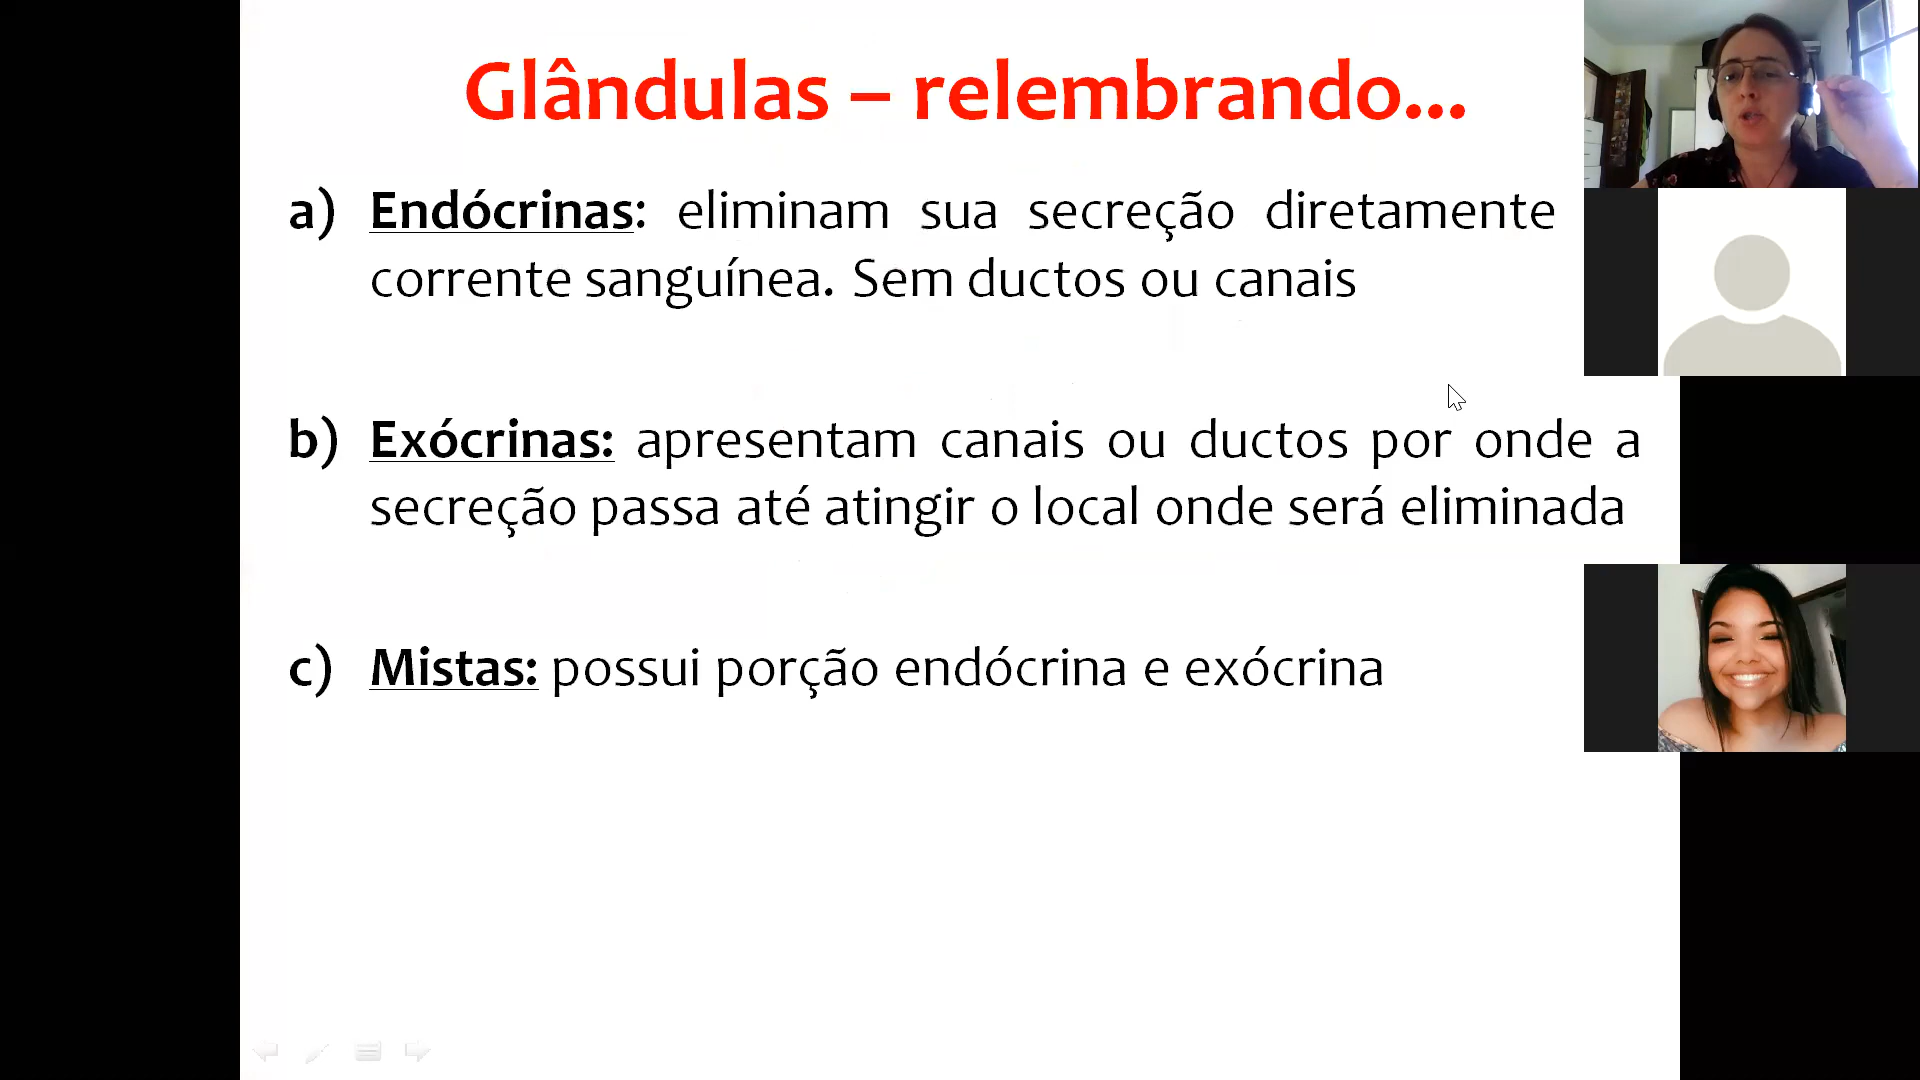 Glândulas – relembrando...
a) Endócrinas: eliminam sua secreção diretamente
corrente sanguínea. Sem ductos ou canais
b) Exócrinas: apresentam canais ou ductos por onde a
secreção passa até atingir o local onde será eliminada
c) Mistas: possui porção endócrina e exócrina